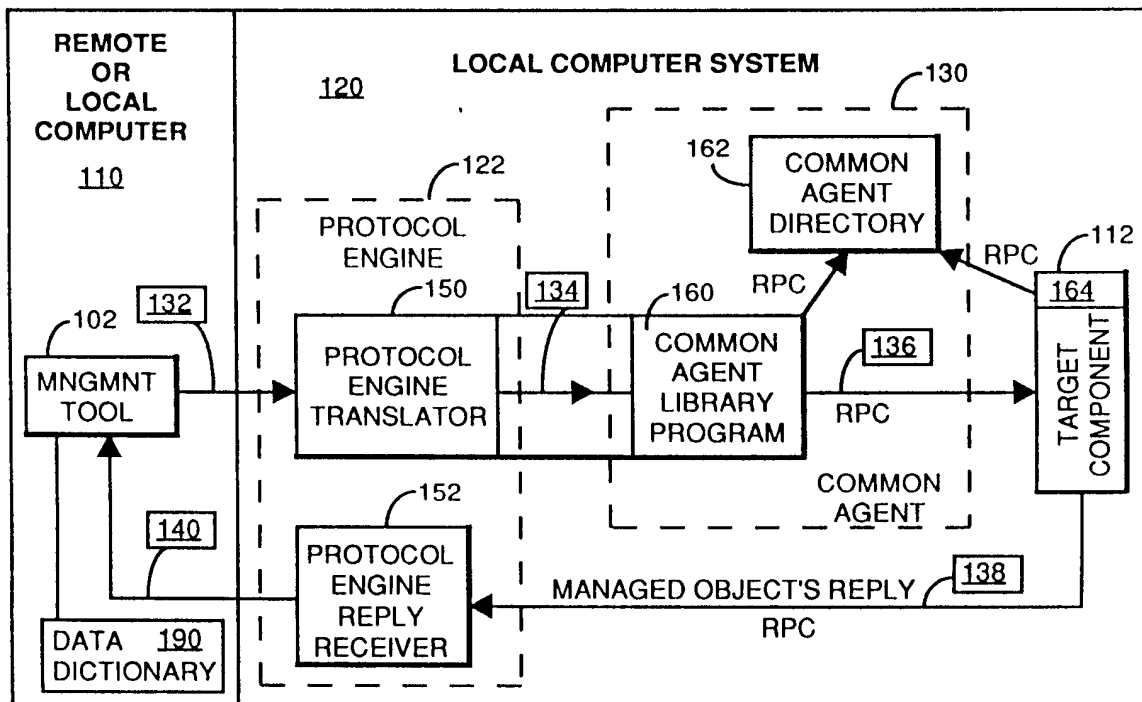 REMOTE
OR
LOCAL
COMPUTER
110
LOCAL COMPUTER SYSTEM
120
130
122
162
COMMON
AGENT
DIRECTORY
PROTOCOL
ENGINE
RPC
RPC
112
164
TARGET
COMPONENT
102
132
150
134
160
MNGMNT
TOOL
PROTOCOL
ENGINE
TRANSLATOR
COMMON
AGENT
LIBRARY
PROGRAM
136
RPC
COMMON
AGENT
140
152
PROTOCOL
ENGINE
REPLY
RECEIVER
MANAGED OBJECT'S REPLY
138
RPC
DATA 190
DICTIONARY